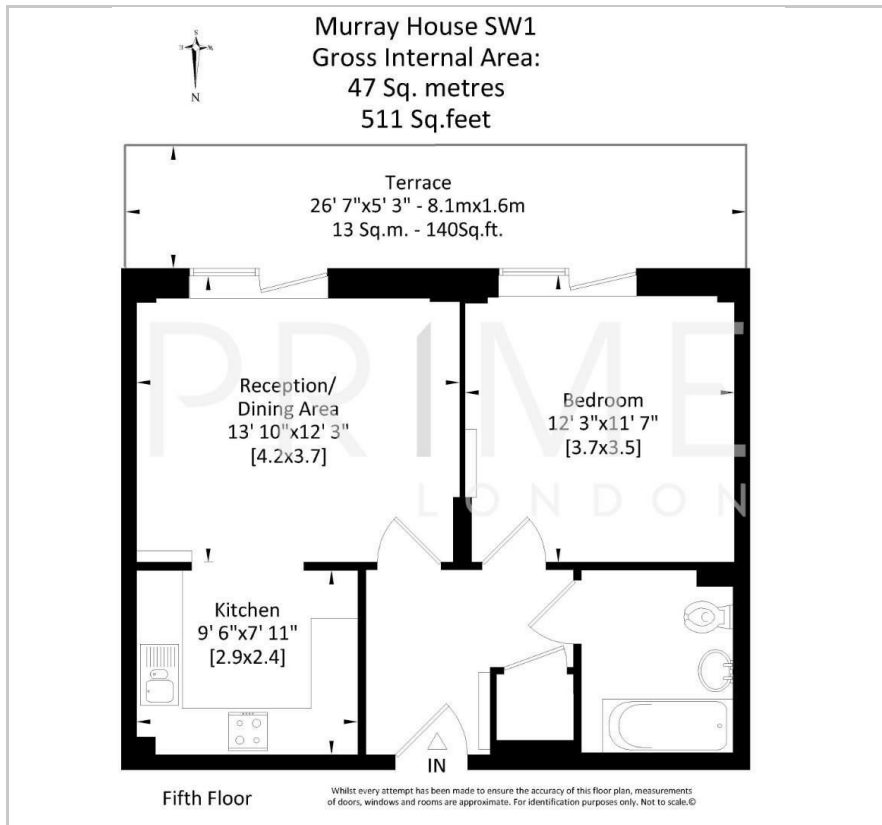 Murray House SW1
Gross Internal Area:
47 Sq. metres
511 Sq.feet
S
E
W
N
Terrace
26' 7"x5' 3" - 8.1mx1.6m
13 Sq.m. - 140Sq.ft.
PRIME
LONDON
Reception/
Dining Area
13' 10"x12' 3"
[4.2x3.7]
Bedroom
12' 3"x11' 7"
[3.7x3.5]
Kitchen
9' 6"x7' 11"
[2.9x2.4]
IN
Fifth Floor
Whilst every attempt has been made to ensure the accuracy of this floor plan, measurements
of doors, windows and rooms are approximate. For identification purposes only. Not to scale.©